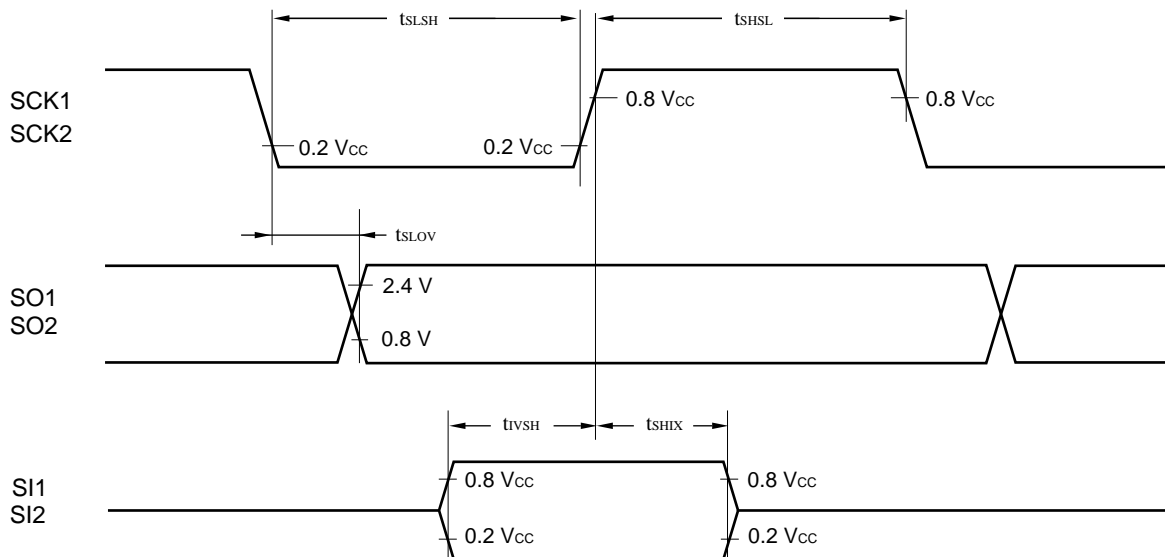 tSLSH
tSHSL
SCK1
SCK2
0.8 VCC
0.8 VCC
0.2 VCC
0.2 VCC
tSLOV
SO1
SO2
2.4 V
0.8 V
tIVSH
tSHIX
SI1
SI2
0.8 VCC
0.8 VCC
0.2 VCC
0.2 VCC